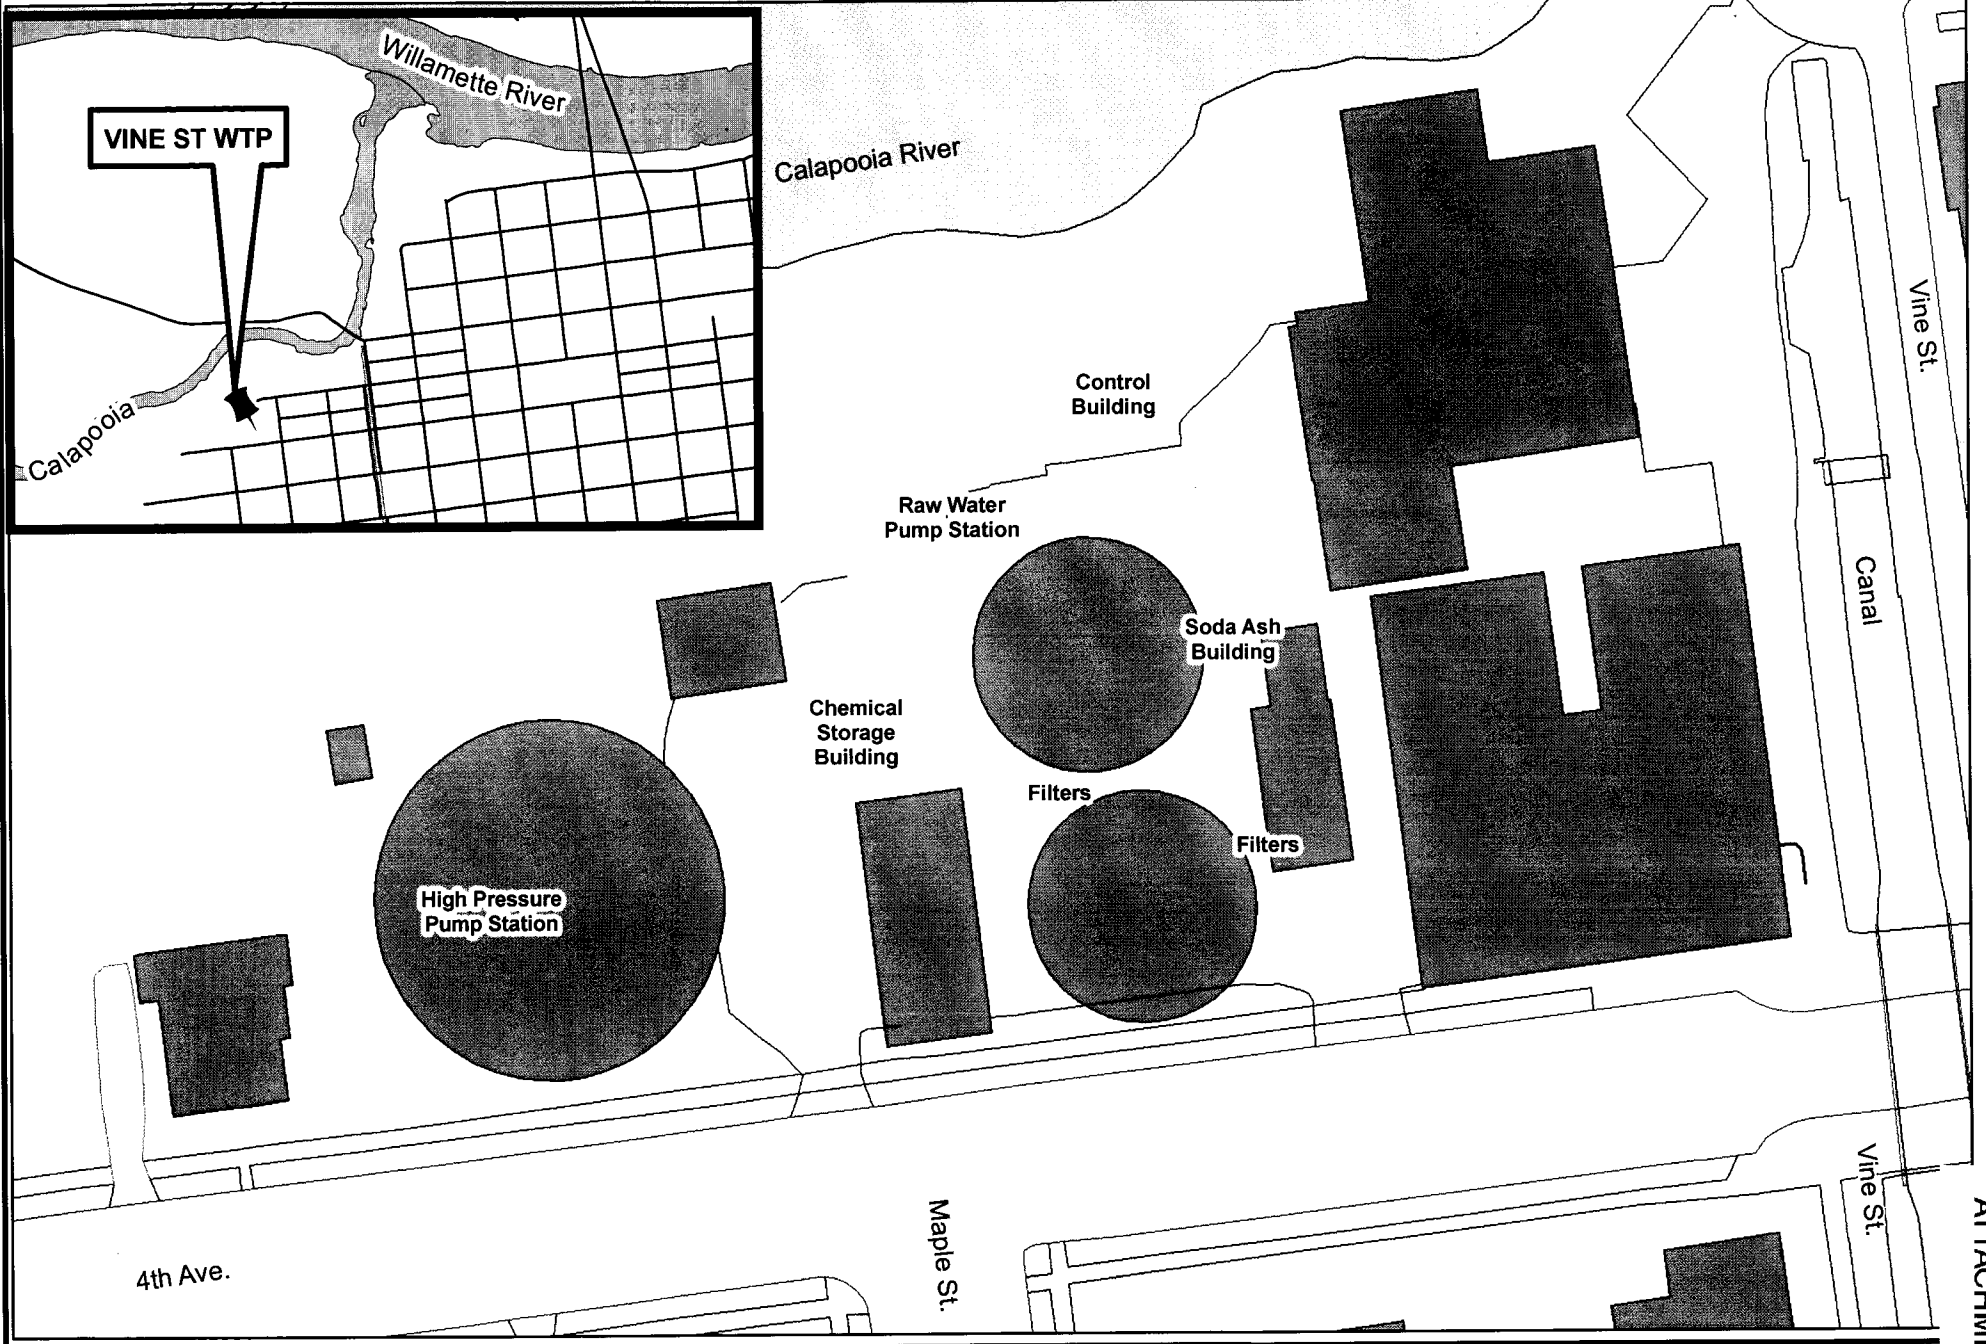 Willamette River
VINE ST WTP
Calapooia
Calapooia River
Vine St.
Control
Building
Raw Water
Pump Station
Canal
Soda Ash
Building
Chemical
Storage
Building
Filters
Filters
High Pressure
Pump Station
Vine St.
Maple St.
4th Ave.